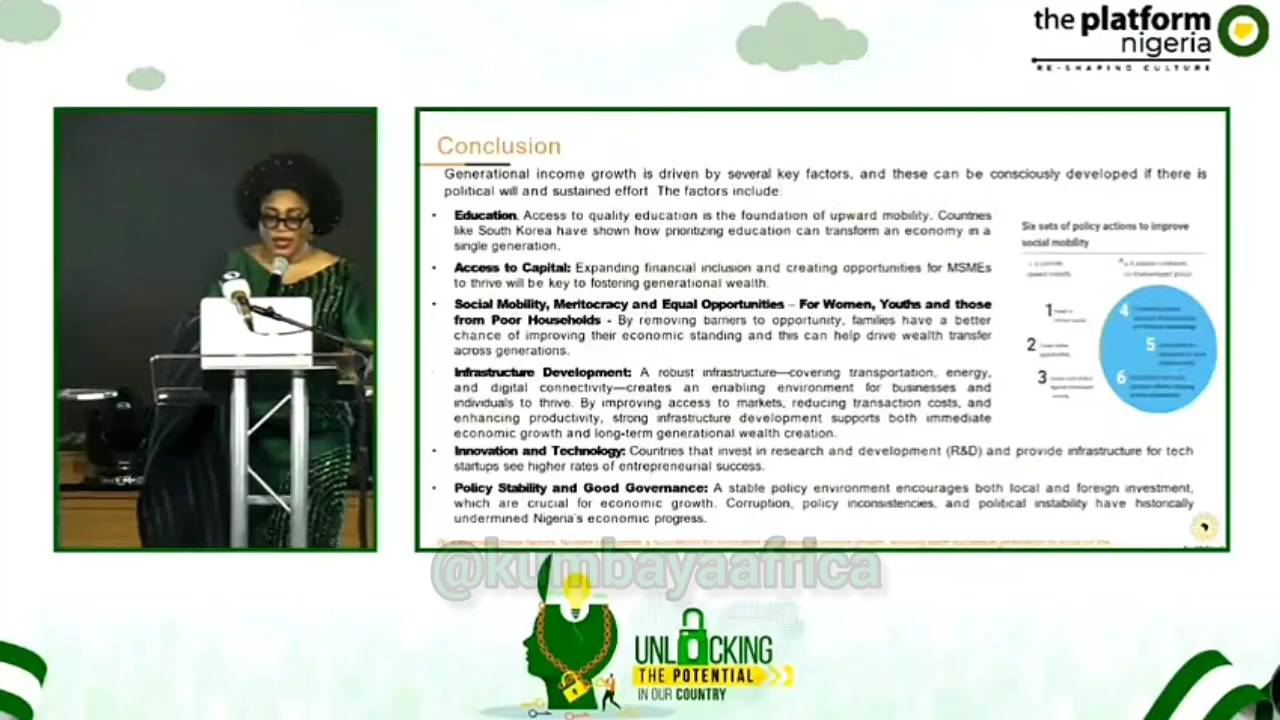 the platform
nigeria
RE-SHAPING CULTURE
Conclusion
Generational income growth is driven by several key factors, and these can be consciously developed if there is
political will and sustained effort The factors include:
• Education. Access to quality education is the foundation of upward mobility. Countries
like South Korea have shown how prioritizing education can transform an economy in a
single generation.
• Access to Capital: Expanding financial inclusion and creating opportunities for MSMEs
to thrive will be key to fostering generational wealth.
• Social Mobility, Meritocracy and Equal Opportunities – For Women, Youths and those
from Poor Households - By removing barriers to opportunity, families have a better
chance of improving their economic standing and this can help drive wealth transfer
across generations.
Infrastructure Development: A robust infrastructure—covering transportation, energy,
and digital connectivity—creates an enabling environment for businesses and
individuals to thrive. By improving access to markets, reducing transaction costs, and
enhancing productivity, strong infrastructure development supports both immediate
economic growth and long-term generational wealth creation.
• Innovation and Technology: Countries that invest in research and development (R&D) and provide infrastructure for tech
startups see higher rates of entrepreneurial success.
• Policy Stability and Good Governance: A stable policy environment encourages both local and foreign investment,
which are crucial for economic growth. Corruption, policy inconsistencies, and political instability have historically
undermined Nigeria's economic progress.
Six sets of policy actions to improve
social mobility
1
2
3
4
5
6
@kumbayaafrica
UNLOCKING
THE POTENTIAL
IN OUR COUNTRY